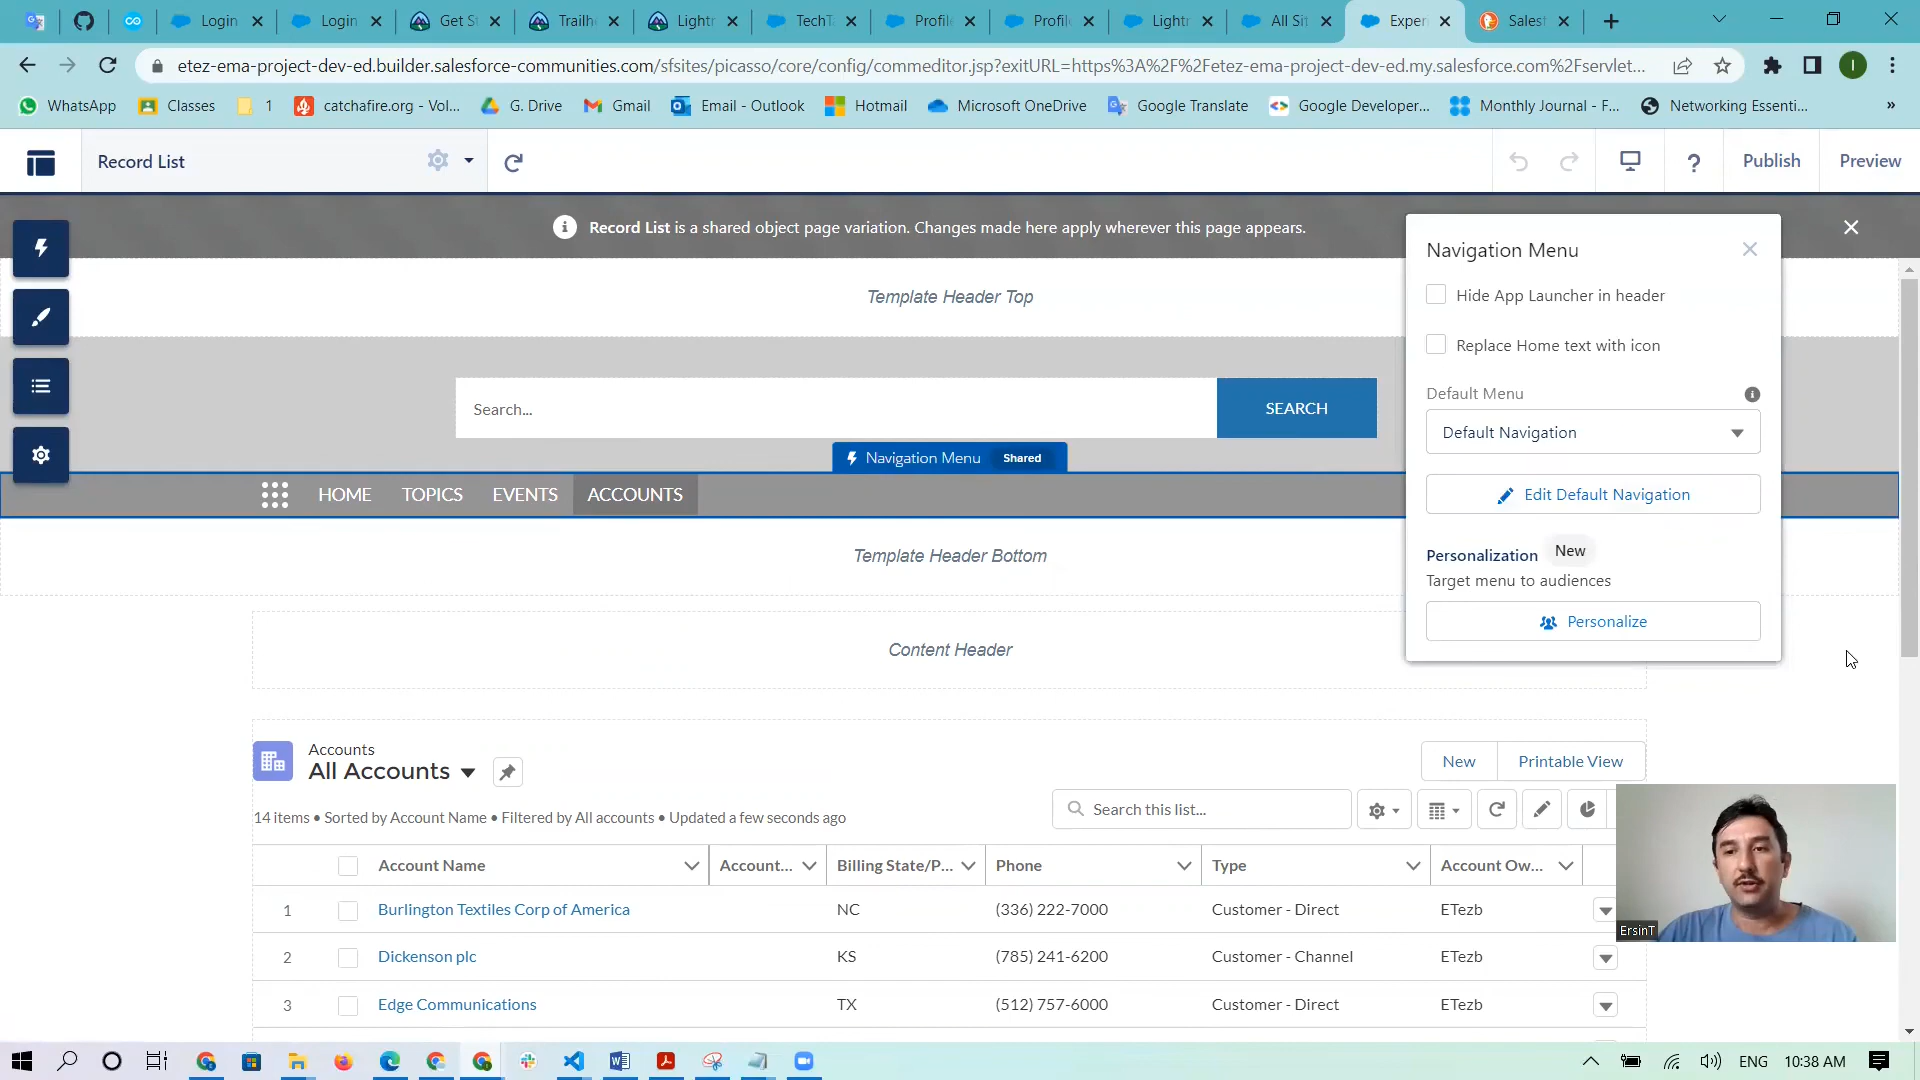 Login
Login
Get S
Trailh
Lightr
TechT
Profile
Profile
Lightr
All Sit
Exper
Salesf
etez-ema-project-dev-ed.builder.salesforce-communities.com/sfsites/picasso/core/config/commeditor.jsp?exitURL=https%3A%2F%2Fetez-ema-project-dev-ed.my.salesforce.com%2Fservlet...
I
WhatsApp
Classes
1
catchafire.org - Vol...
G. Drive
Gmail
Email - Outlook
Hotmail
Microsoft OneDrive
Google Translate
Google Developer...
Monthly Journal - F...
Networking Essenti...
»
Record List
?
Publish
Preview
Record List is a shared object page variation. Changes made here apply wherever this page appears.
Navigation Menu
Hide App Launcher in header
Replace Home text with icon
Default Menu
Default Navigation
Edit Default Navigation
Personalization New
Target menu to audiences
Personalize
Template Header Top
Search...
SEARCH
Navigation Menu Shared
HOME TOPICS EVENTS ACCOUNTS
Template Header Bottom
Content Header
Accounts
All Accounts
New
Printable View
14 items • Sorted by Account Name • Filtered by All accounts • Updated a few seconds ago
Search this list...
Account Name Account... Billing State/P... Phone Type Account Ow...
1 Burlington Textiles Corp of America NC (336) 222-7000 Customer - Direct ETezb
2 Dickenson plc KS (785) 241-6200 Customer - Channel ETezb
3 Edge Communications TX (512) 757-6000 Customer - Direct ETezb
ErsinT
ENG
10:38 AM